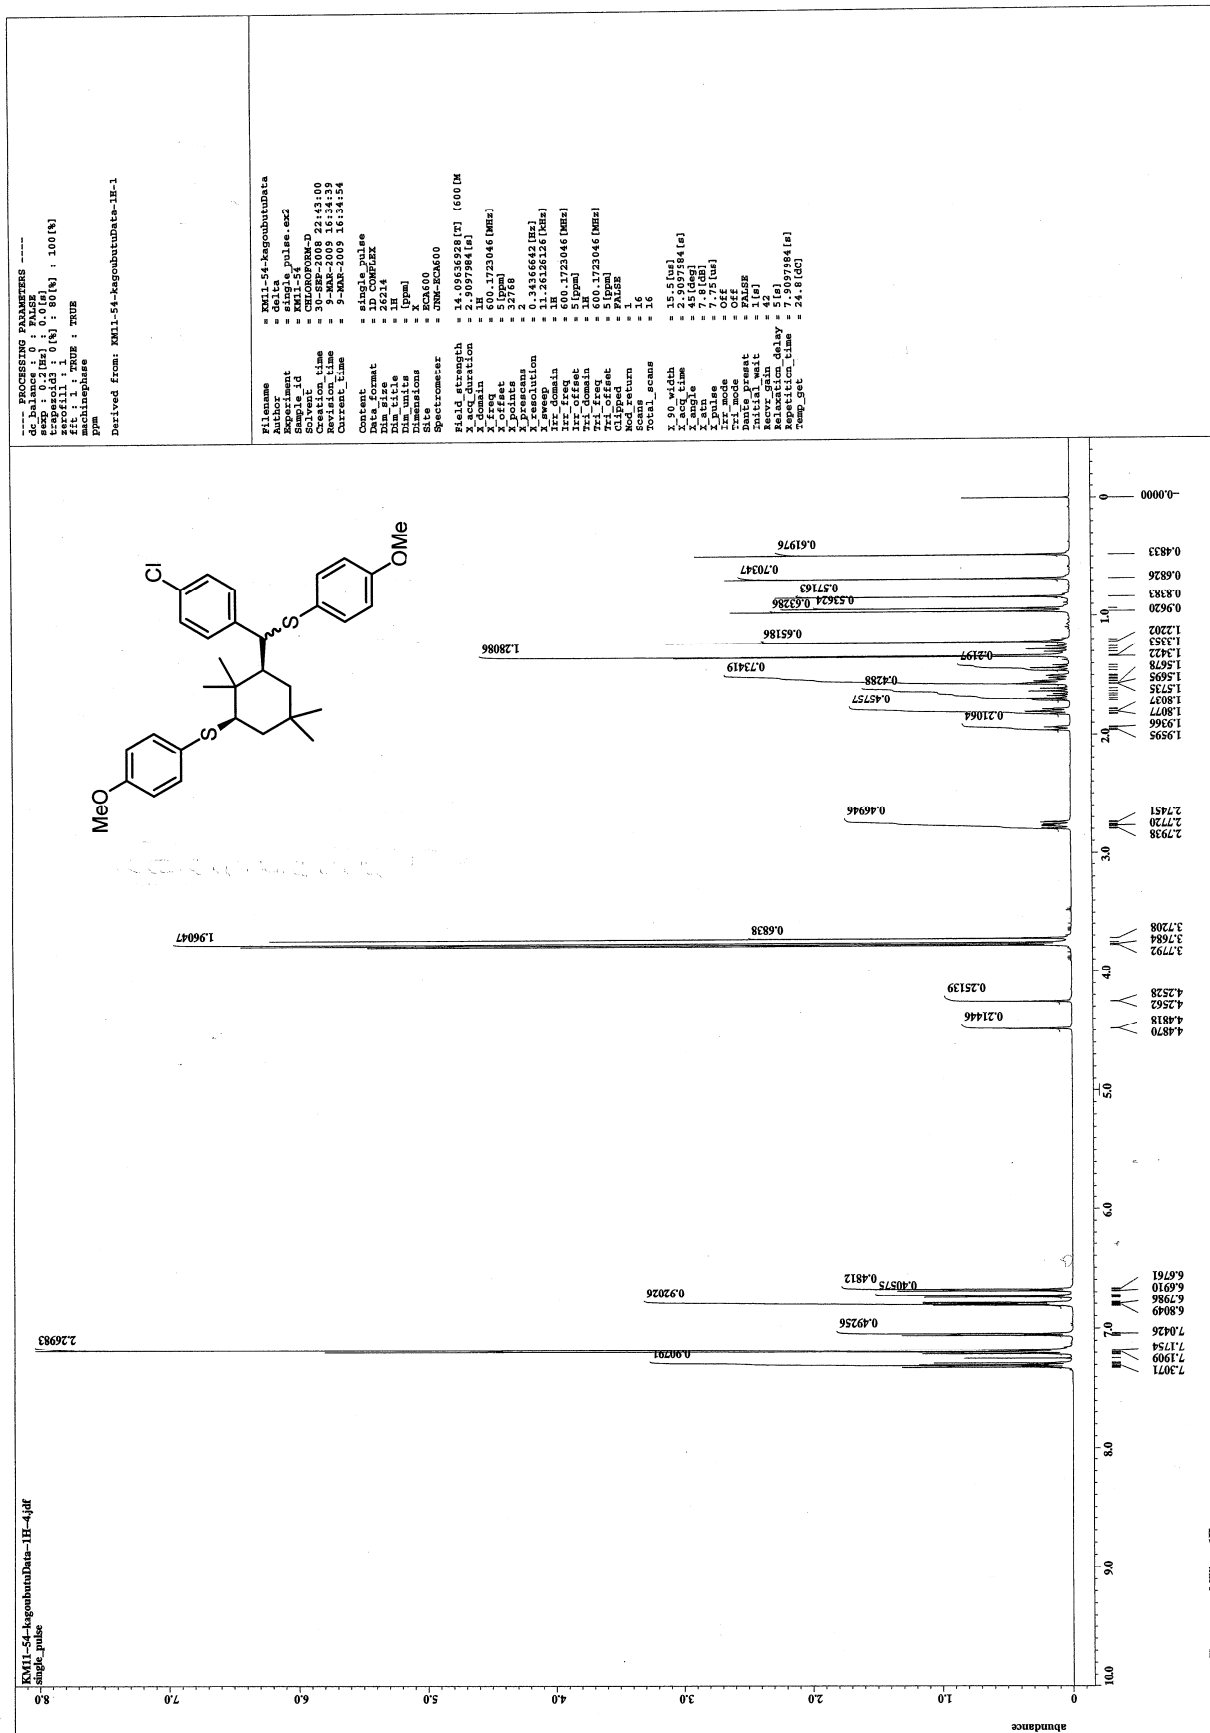 ---- PROCESSING PARAMETERS ----
dc_balance : 0 : FALSE
sexp : 0.2[Hz] : 0.0[s]
trapezoid3 : 0[%] : 80[%] : 100[%]
zerofill : 1
fft : 1 : TRUE : TRUE
machinephase
ppm
Derived from: KM11-54-kagoubutuData-1H-1
Filename = KM11-54-kagoubutuData
Author = delta
Experiment = single_pulse.ex2
Sample_id = KM11-54
Solvent = CHLOROFORM-D
Creation_time = 30-SEP-2008 22:43:00
Revision_time = 9-MAR-2009 16:34:39
Current_time = 9-MAR-2009 16:34:54
Content = single_pulse
Data_format = 1D COMPLEX
Dim_size = 26214
Dim_title = 1H
Dim_units = [ppm]
Dimensions = X
Site = ECA600
Spectrometer = JNM-ECA600
Field_strength = 14.09636928[T] (600[M
X_acq_duration = 2.9097984[s]
X_domain = 1H
X_freq = 600.1723046[MHz]
X_offset = 5[ppm]
X_points = 32768
X_prescans = 2
X_resolution = 0.34366642[Hz]
X_sweep = 11.26126126[kHz]
Irr_domain = 1H
Irr_freq = 600.1723046[MHz]
Irr_offset = 5[ppm]
Tri_domain = 1H
Tri_freq = 600.1723046[MHz]
Tri_offset = 5[ppm]
Clipped = FALSE
Mod_return = 1
Scans = 16
Total_scans = 16
X_90_width = 15.5[us]
X_acq_time = 2.9097984[s]
X_angle = 45[deg]
X_atn = 7.8[dB]
X_pulse = 7.75[us]
Irr_mode = Off
Tri_mode = Off
Dante_presat = FALSE
Initial_wait = 1[s]
Recvr_gain = 42
Relaxation_delay = 5[s]
Repetition_time = 7.9097984[s]
Temp_get = 24.8[dC]
KM11-54-kagoubutuData-1H-4.jdf
single_pulse
MeO
S
Cl
S
OMe
abundance
0 1.0 2.0 3.0 4.0 5.0 6.0 7.0 8.0
2.26983
0.90791
0.49256
0.92026
0.4812
0.40575
0.21446
0.25139
1.96047
0.6838
0.46946
0.21064
0.45757
0.4288
0.73419
0.2197
1.28086
0.65186
0.63286
0.53624
0.57163
0.70347
0.61976
10.0 9.0 8.0 7.0 6.0 5.0 4.0 3.0 2.0 1.0 0
7.3071
7.1909
7.1754
7.0426
6.8049
6.7986
6.6910
6.6761
4.4870
4.4818
4.2562
4.2528
3.7792
3.7684
3.7208
2.7938
2.7720
2.7451
1.9595
1.9366
1.8077
1.8037
1.5735
1.5695
1.5678
1.3422
1.3353
1.2202
0.9620
0.8383
0.6826
0.4833
-0.0000